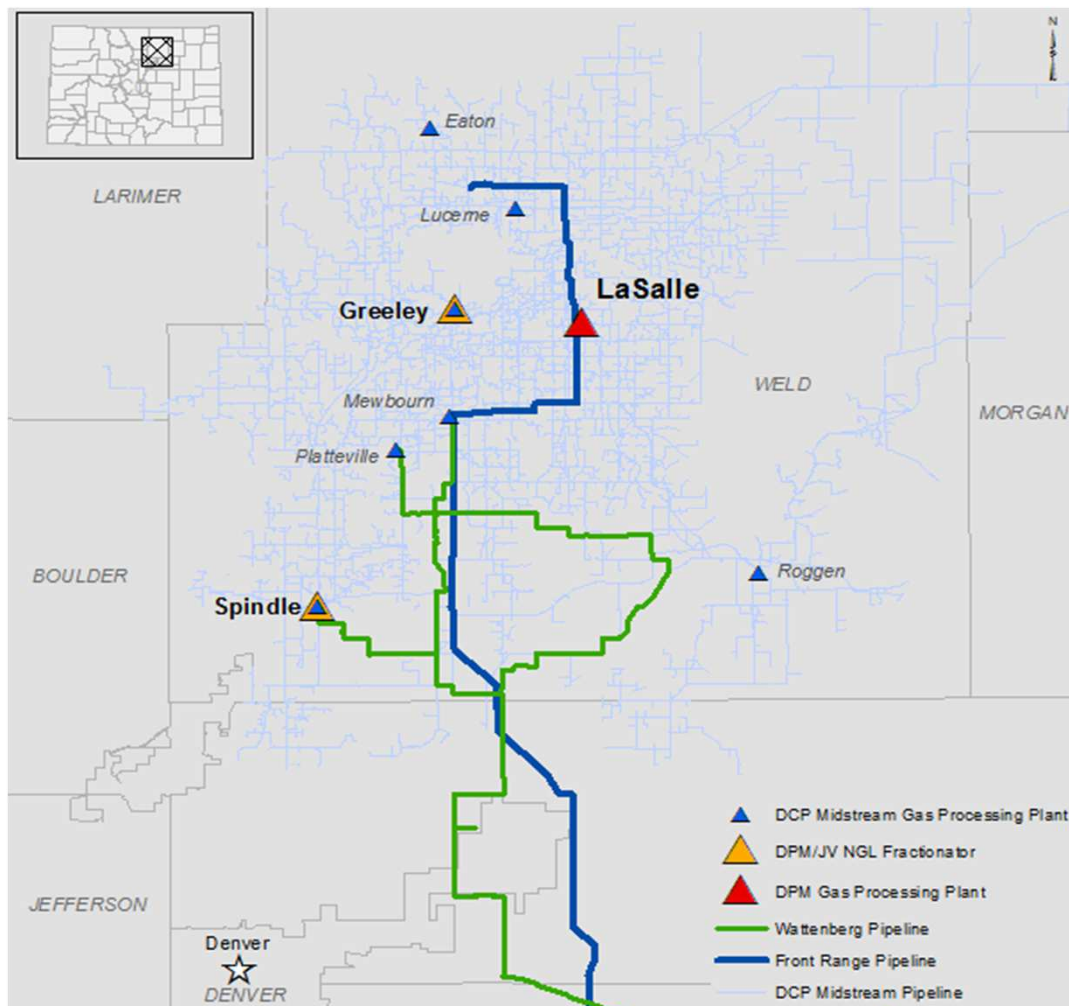 N
Eaton
LARIMER
Lucerne
LaSalle
Greeley
WELD
Mewbourn
MORGAN
Platteville
BOULDER
Roggen
Spindle
DCP Midstream Gas Processing Plant
DPM/JV NGL Fractionator
DPM Gas Processing Plant
JEFFERSON
Wattenberg Pipeline
Denver
Front Range Pipeline
DENVER
DCP Midstream Pipeline